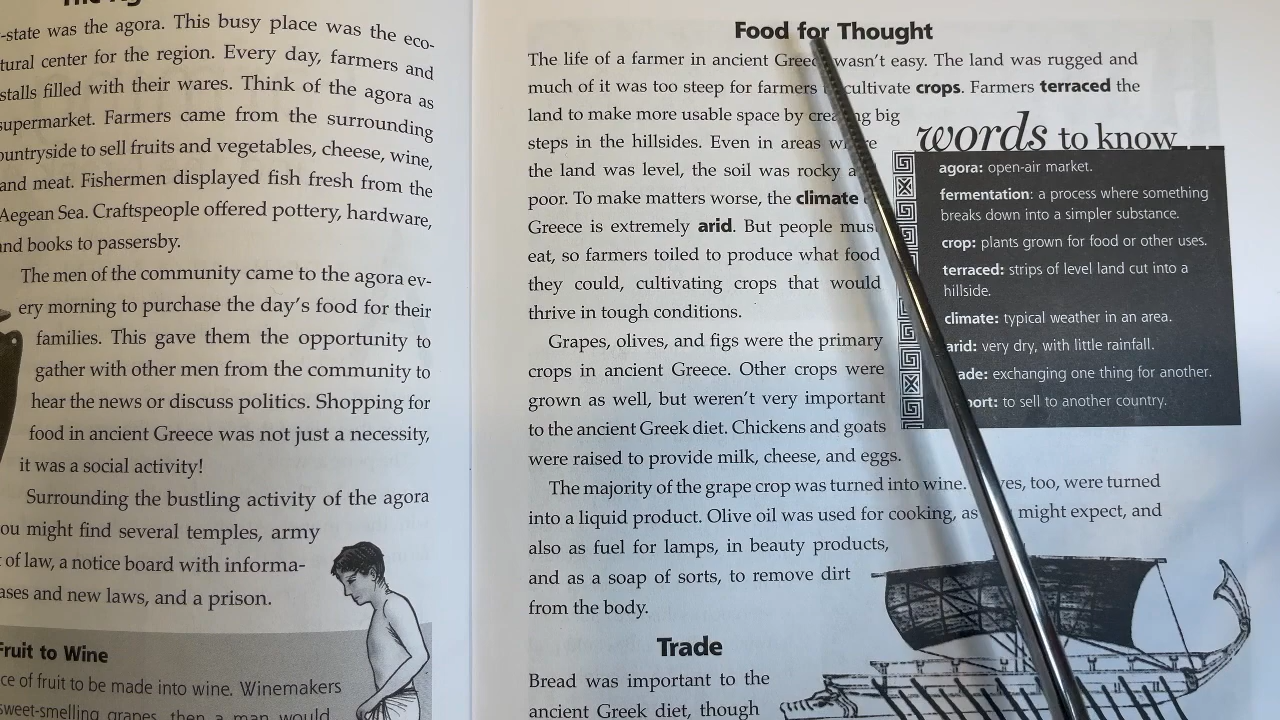 -state was the agora. This busy place was the eco-
tural center for the region. Every day, farmers and
stalls filled with their wares. Think of the agora as
supermarket. Farmers came from the surrounding
ountryside to sell fruits and vegetables, cheese, wine,
and meat. Fishermen displayed fish fresh from the
Aegean Sea. Craftspeople offered pottery, hardware,
nd books to passersby.
The men of the community came to the agora ev-
ery morning to purchase the day's food for their
families. This gave them the opportunity to
gather with other men from the community to
hear the news or discuss politics. Shopping for
food in ancient Greece was not just a necessity,
it was a social activity!
Surrounding the bustling activity of the agora
ou might find several temples, army
of law, a notice board with informa-
ases and new laws, and a prison.
Fruit to Wine
ce of fruit to be made into wine. Winemakers
sweet-smelling grapes, then a man would
Food for Thought
The life of a farmer in ancient Greec wasn't easy. The land was rugged and
much of it was too steep for farmers cultivate crops. Farmers terraced the
land to make more usable space by crea ng big
steps in the hillsides. Even in areas w e
the land was level, the soil was rocky a
poor. To make matters worse, the climate
Greece is extremely arid. But people mus
eat, so farmers toiled to produce what food
they could, cultivating crops that would
thrive in tough conditions.
Grapes, olives, and figs were the primary
crops in ancient Greece. Other crops were
grown as well, but weren't very important
to the ancient Greek diet. Chickens and goats
were raised to provide milk, cheese, and eggs.
The majority of the grape crop was turned into wine. ves, too, were turned
into a liquid product. Olive oil was used for cooking, as might expect, and
also as fuel for lamps, in beauty products,
and as a soap of sorts, to remove dirt
from the body.
Trade
Bread was important to the
ancient Greek diet, though
words to know . . .
agora: open-air market.
fermentation: a process where something
breaks down into a simpler substance.
crop: plants grown for food or other uses.
terraced: strips of level land cut into a
hillside.
climate: typical weather in an area.
arid: very dry, with little rainfall.
ade: exchanging one thing for another.
port: to sell to another country.